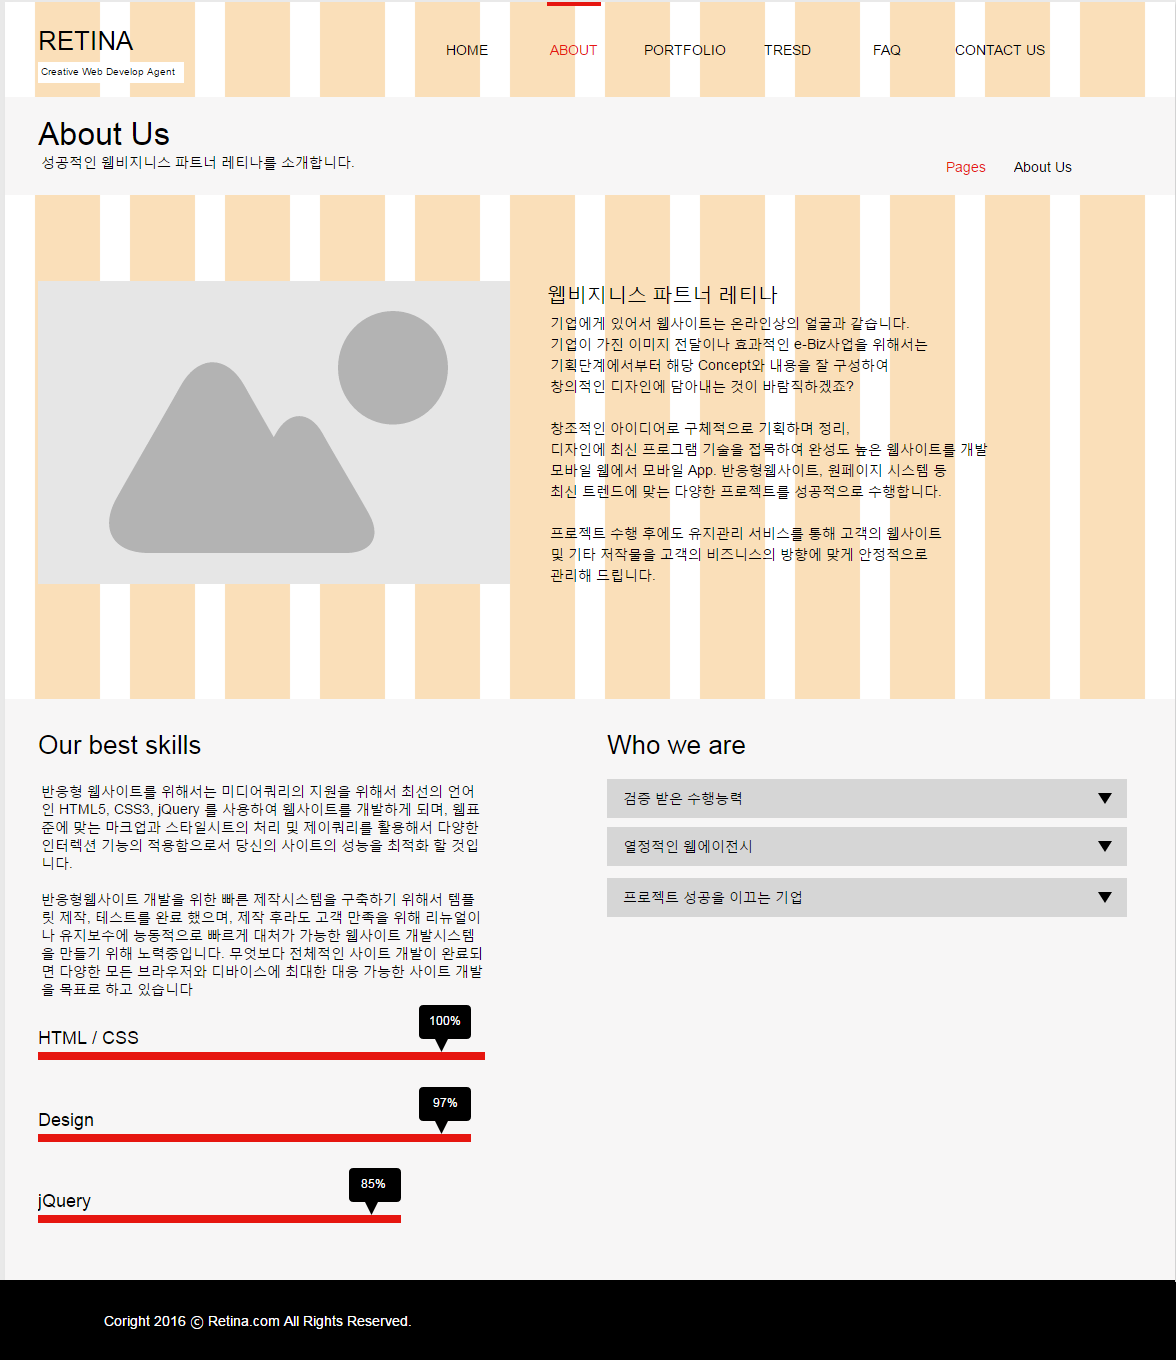 RETINA
Creative Web Develop Agent
HOME ABOUT PORTFOLIO TRESD FAQ CONTACT US
About Us
성공적인 웹비지니스 파트너 레티나를 소개합니다.
Pages About Us
웹비지니스 파트너 레티나
기업에게 있어서 웹사이트는 온라인상의 얼굴과 같습니다.
기업이 가진 이미지 전달이나 효과적인 e-Biz사업을 위해서는
기획단계에서부터 해당 Concept와 내용을 잘 구성하여
창의적인 디자인에 담아내는 것이 바람직하겠죠?
창조적인 아이디어로 구체적으로 기획하며 정리,
디자인에 최신 프로그램 기술을 접목하여 완성도 높은 웹사이트를 개발
모바일 웹에서 모바일 App. 반응형웹사이트, 원페이지 시스템 등
최신 트렌드에 맞는 다양한 프로젝트를 성공적으로 수행합니다.
프로젝트 수행 후에도 유지관리 서비스를 통해 고객의 웹사이트
및 기타 저작물을 고객의 비즈니스의 방향에 맞게 안정적으로
관리해 드립니다.
Our best skills
반응형 웹사이트를 위해서는 미디어쿼리의 지원을 위해서 최선의 언어
인 HTML5, CSS3, jQuery 를 사용하여 웹사이트를 개발하게 되며, 웹표
준에 맞는 마크업과 스타일시트의 처리 및 제이쿼리를 활용해서 다양한
인터렉션 기능의 적용함으로서 당신의 사이트의 성능을 최적화 할 것입
니다.
반응형웹사이트 개발을 위한 빠른 제작시스템을 구축하기 위해서 템플
릿 제작, 테스트를 완료 했으며, 제작 후라도 고객 만족을 위해 리뉴얼이
나 유지보수에 능동적으로 빠르게 대처가 가능한 웹사이트 개발시스템
을 만들기 위해 노력중입니다. 무엇보다 전체적인 사이트 개발이 완료되
면 다양한 모든 브라우저와 디바이스에 최대한 대응 가능한 사이트 개발
을 목표로 하고 있습니다
HTML / CSS 100%
Design 97%
jQuery 85%
Who we are
검증 받은 수행능력
열정적인 웹에이전시
프로젝트 성공을 이끄는 기업
Coright 2016 ⓒ Retina.com All Rights Reserved.